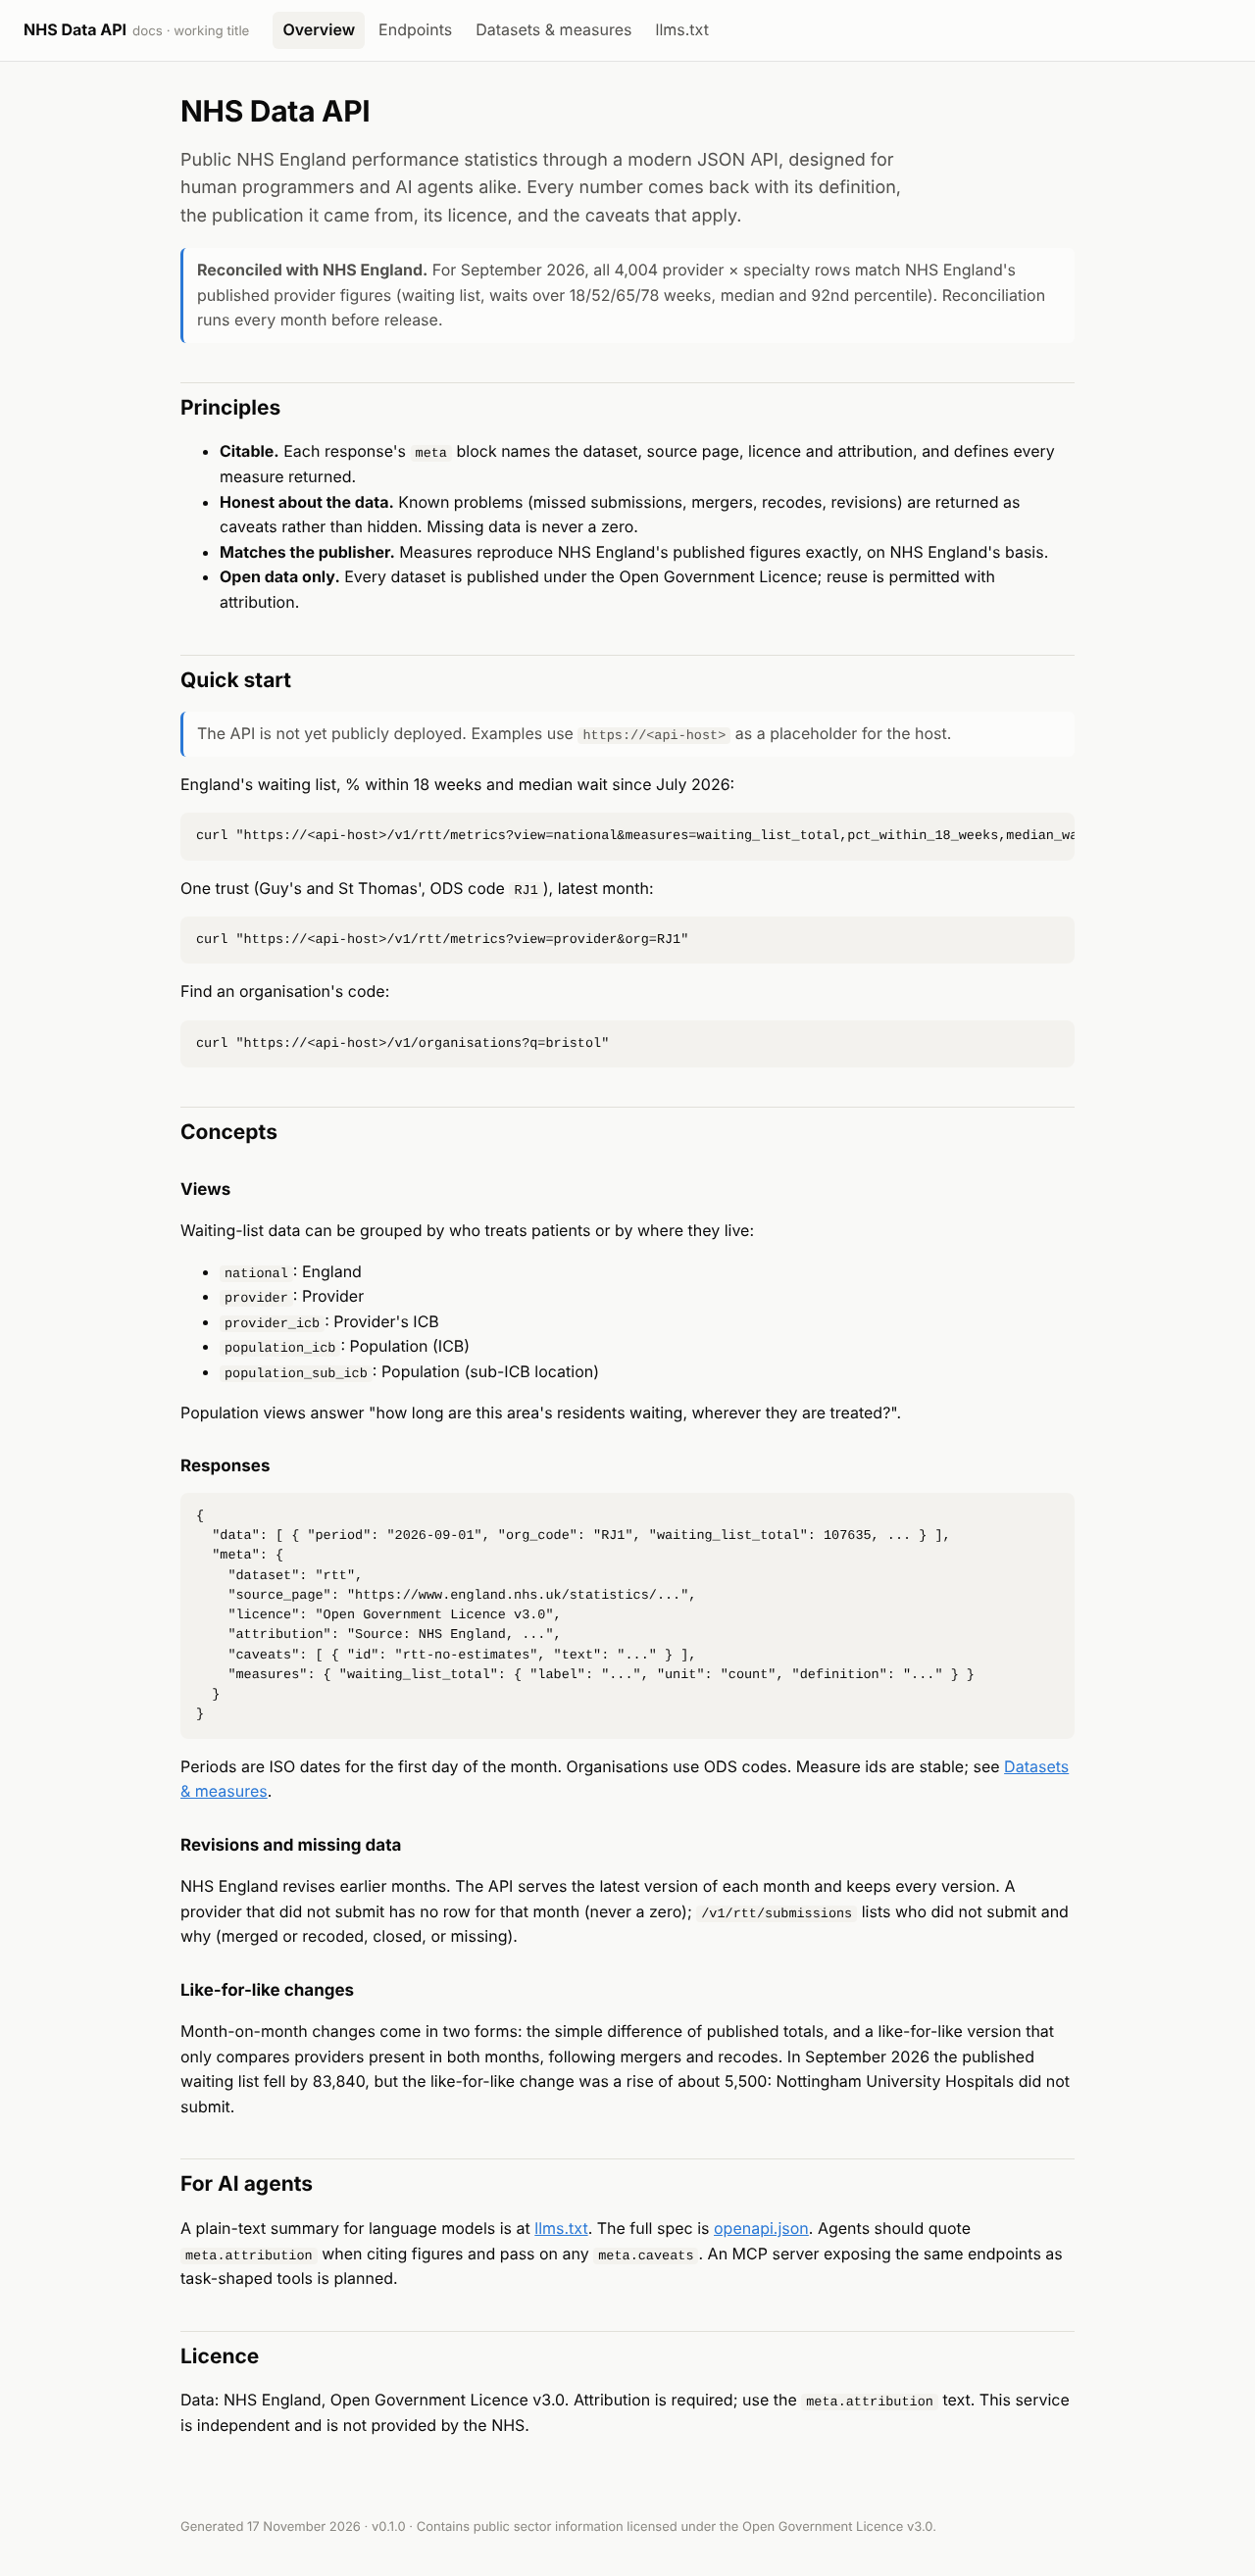 NHS Data API docs · working title Overview Endpoints Datasets & measures llms.txt
NHS Data API
Public NHS England performance statistics through a modern JSON API, designed for
human programmers and AI agents alike. Every number comes back with its definition,
the publication it came from, its licence, and the caveats that apply.
Reconciled with NHS England. For September 2026, all 4,004 provider × specialty rows match NHS England's
published provider figures (waiting list, waits over 18/52/65/78 weeks, median and 92nd percentile). Reconciliation
runs every month before release.
Principles
• Citable. Each response's meta block names the dataset, source page, licence and attribution, and defines every
measure returned.
• Honest about the data. Known problems (missed submissions, mergers, recodes, revisions) are returned as
caveats rather than hidden. Missing data is never a zero.
• Matches the publisher. Measures reproduce NHS England's published figures exactly, on NHS England's basis.
• Open data only. Every dataset is published under the Open Government Licence; reuse is permitted with
attribution.
Quick start
The API is not yet publicly deployed. Examples use https://<api-host> as a placeholder for the host.
England's waiting list, % within 18 weeks and median wait since July 2026:
curl "https://<api-host>/v1/rtt/metrics?view=national&measures=waiting_list_total,pct_within_18_weeks,median_wa
One trust (Guy's and St Thomas', ODS code RJ1), latest month:
curl "https://<api-host>/v1/rtt/metrics?view=provider&org=RJ1"
Find an organisation's code:
curl "https://<api-host>/v1/organisations?q=bristol"
Concepts
Views
Waiting-list data can be grouped by who treats patients or by where they live:
• national: England
• provider: Provider
• provider_icb: Provider's ICB
• population_icb: Population (ICB)
• population_sub_icb: Population (sub-ICB location)
Population views answer "how long are this area's residents waiting, wherever they are treated?".
Responses
{
"data": [ { "period": "2026-09-01", "org_code": "RJ1", "waiting_list_total": 107635, ... } ],
"meta": {
"dataset": "rtt",
"source_page": "https://www.england.nhs.uk/statistics/...",
"licence": "Open Government Licence v3.0",
"attribution": "Source: NHS England, ...",
"caveats": [ { "id": "rtt-no-estimates", "text": "..." } ],
"measures": { "waiting_list_total": { "label": "...", "unit": "count", "definition": "..." } }
}
}
Periods are ISO dates for the first day of the month. Organisations use ODS codes. Measure ids are stable; see Datasets
& measures.
Revisions and missing data
NHS England revises earlier months. The API serves the latest version of each month and keeps every version. A
provider that did not submit has no row for that month (never a zero); /v1/rtt/submissions lists who did not submit and
why (merged or recoded, closed, or missing).
Like-for-like changes
Month-on-month changes come in two forms: the simple difference of published totals, and a like-for-like version that
only compares providers present in both months, following mergers and recodes. In September 2026 the published
waiting list fell by 83,840, but the like-for-like change was a rise of about 5,500: Nottingham University Hospitals did not
submit.
For AI agents
A plain-text summary for language models is at llms.txt. The full spec is openapi.json. Agents should quote
meta.attribution when citing figures and pass on any meta.caveats. An MCP server exposing the same endpoints as
task-shaped tools is planned.
Licence
Data: NHS England, Open Government Licence v3.0. Attribution is required; use the meta.attribution text. This service
is independent and is not provided by the NHS.
Generated 17 November 2026 · v0.1.0 · Contains public sector information licensed under the Open Government Licence v3.0.